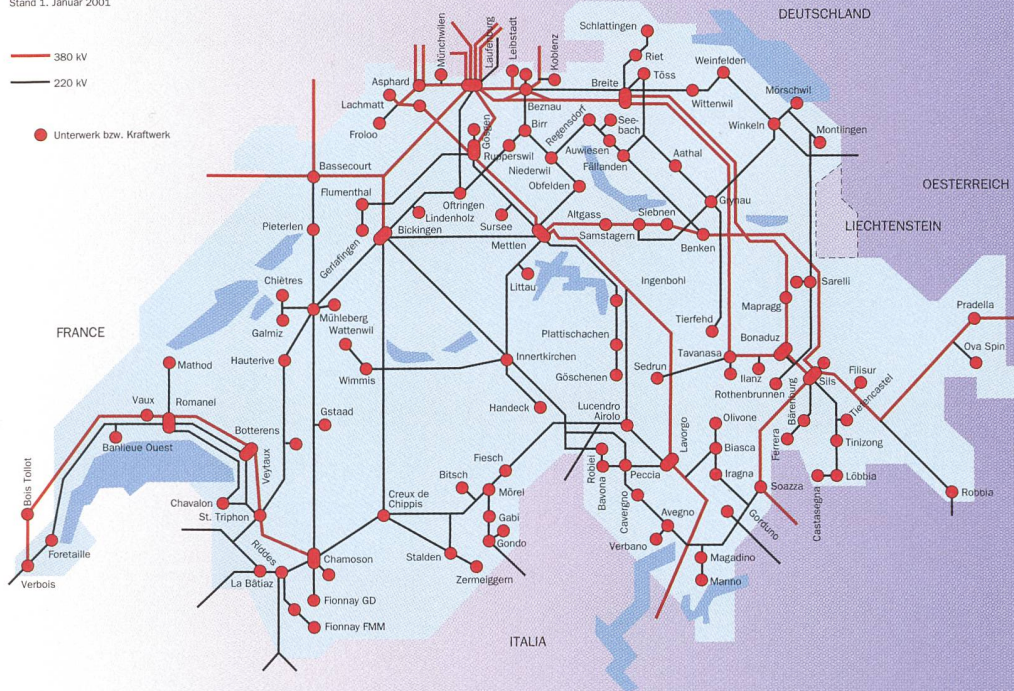 Stand 1. Januar 2001
380 kV
220 kV
Unterwerk bzw. Kraftwerk
DEUTSCHLAND
OESTERREICH
LIECHTENSTEIN
FRANCE
ITALIA
Schlattingen
Riet
Töss
Weinfelden
Mörschwil
Münchwilen
Laufenburg
Leibstadt
Koblenz
Asphard
Breite
Wittenwil
Lachmatt
Beznau
Winkeln
Montlingen
Froloo
Gösgen
Birr
Regensdorf
See-
bach
Rupperswil
Auwiesen
Aathal
Niederwil
Fällanden
Bassecourt
Flumenthal
Obfelden
Oftringen
Lindenholz
Sursee
Altgass
Siebnen
Grynau
Pieterlen
Gerlafingen
Bickingen
Mettlen
Samstagern
Benken
Chiètres
Littau
Ingenbohl
Sarelli
Mühleberg
Mapragg
Galmiz
Wattenwil
Plattischachen
Tierfehd
Pradella
Hauterive
Wimmis
Innertkirchen
Göschenen
Sedrun
Tavanasa
Bonaduz
Ova Spin
Mathod
Ilanz
Rothenbrunnen
Sils
Filisur
Vaux
Romanel
Gstaad
Handeck
Lucendro
Airolo
Lavorgo
Olivone
Bärenburg
Tiefencastel
Banlieue Ouest
Botterens
Veytaux
Biasca
Ferrera
Tinizong
Fiesch
Robiei
Peccia
Bitsch
Bavona
Iragna
Löbbia
Bois Tollot
Chavalon
Creux de
Chippis
Mörel
Cavergno
Soazza
Castasegna
Robbia
St. Triphon
Gabi
Avegno
Gorduno
Foretaille
Riddes
Chamoson
Stalden
Gondo
Verbano
Magadino
Verbois
La Bâtiaz
Zermeiggern
Manno
Fionnay GD
Fionnay FMM